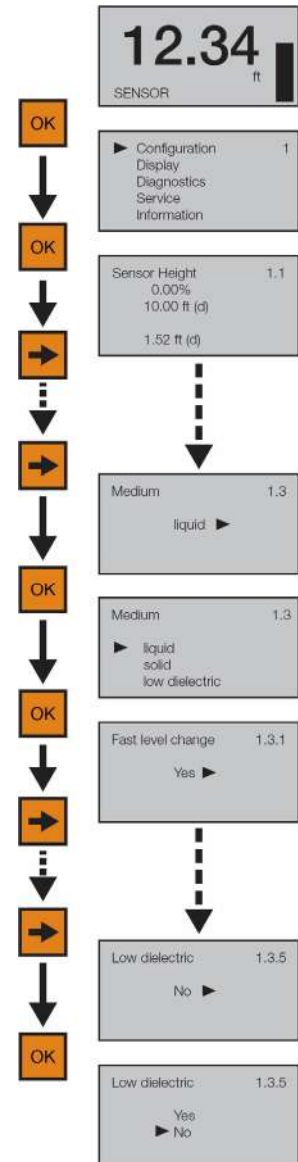 12.34
ft
SENSOR
OK
Configuration 1
Display
Diagnostics
Service
Information
OK
Sensor Height 1.1
0.00%
10.00 ft (d)
1.52 ft (d)
Medium 1.3
liquid
OK
Medium 1.3
liquid
solid
low dielectric
OK
Fast level change 1.3.1
Yes
Low dielectric 1.3.5
No
OK
Low dielectric 1.3.5
Yes
No